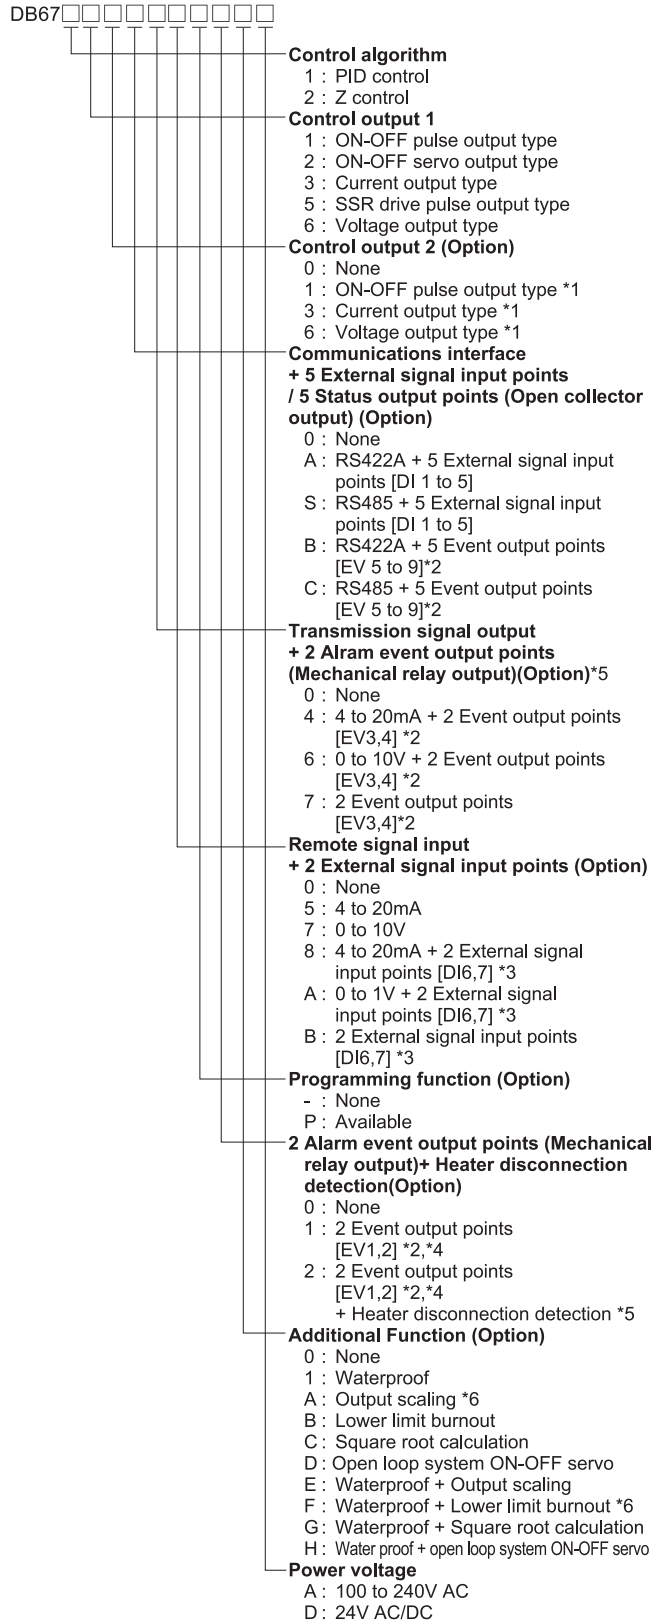 DB67□□□□□□□□□□
Control algorithm
1 : PID control
2 : Z control
Control output 1
1 : ON-OFF pulse output type
2 : ON-OFF servo output type
3 : Current output type
5 : SSR drive pulse output type
6 : Voltage output type
Control output 2 (Option)
0 : None
1 : ON-OFF pulse output type *1
3 : Current output type *1
6 : Voltage output type *1
Communications interface
+ 5 External signal input points
/ 5 Status output points (Open collector
output) (Option)
0 : None
A : RS422A + 5 External signal input
points [DI 1 to 5]
S : RS485 + 5 External signal input
points [DI 1 to 5]
B : RS422A + 5 Event output points
[EV 5 to 9]*2
C : RS485 + 5 Event output points
[EV 5 to 9]*2
Transmission signal output
+ 2 Alram event output points
(Mechanical relay output)(Option)*5
0 : None
4 : 4 to 20mA + 2 Event output points
[EV3,4] *2
6 : 0 to 10V + 2 Event output points
[EV3,4] *2
7 : 2 Event output points
[EV3,4]*2
Remote signal input
+ 2 External signal input points (Option)
0 : None
5 : 4 to 20mA
7 : 0 to 10V
8 : 4 to 20mA + 2 External signal
input points [DI6,7] *3
A : 0 to 1V + 2 External signal
input points [DI6,7] *3
B : 2 External signal input points
[DI6,7] *3
Programming function (Option)
- : None
P : Available
2 Alarm event output points (Mechanical
relay output)+ Heater disconnection
detection(Option)
0 : None
1 : 2 Event output points
[EV1,2] *2,*4
2 : 2 Event output points
[EV1,2] *2,*4
+ Heater disconnection detection *5
Additional Function (Option)
0 : None
1 : Waterproof
A : Output scaling *6
B : Lower limit burnout
C : Square root calculation
D : Open loop system ON-OFF servo
E : Waterproof + Output scaling
F : Waterproof + Lower limit burnout *6
G : Waterproof + Square root calculation
H : Water proof + open loop system ON-OFF servo
Power voltage
A : 100 to 240V AC
D : 24V AC/DC